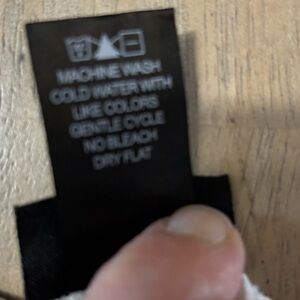 MACHINE WASH
COLD WATER WITH
LIKE COLORS
GENTLE CYCLE
NO BLEACH
DRY FLAT